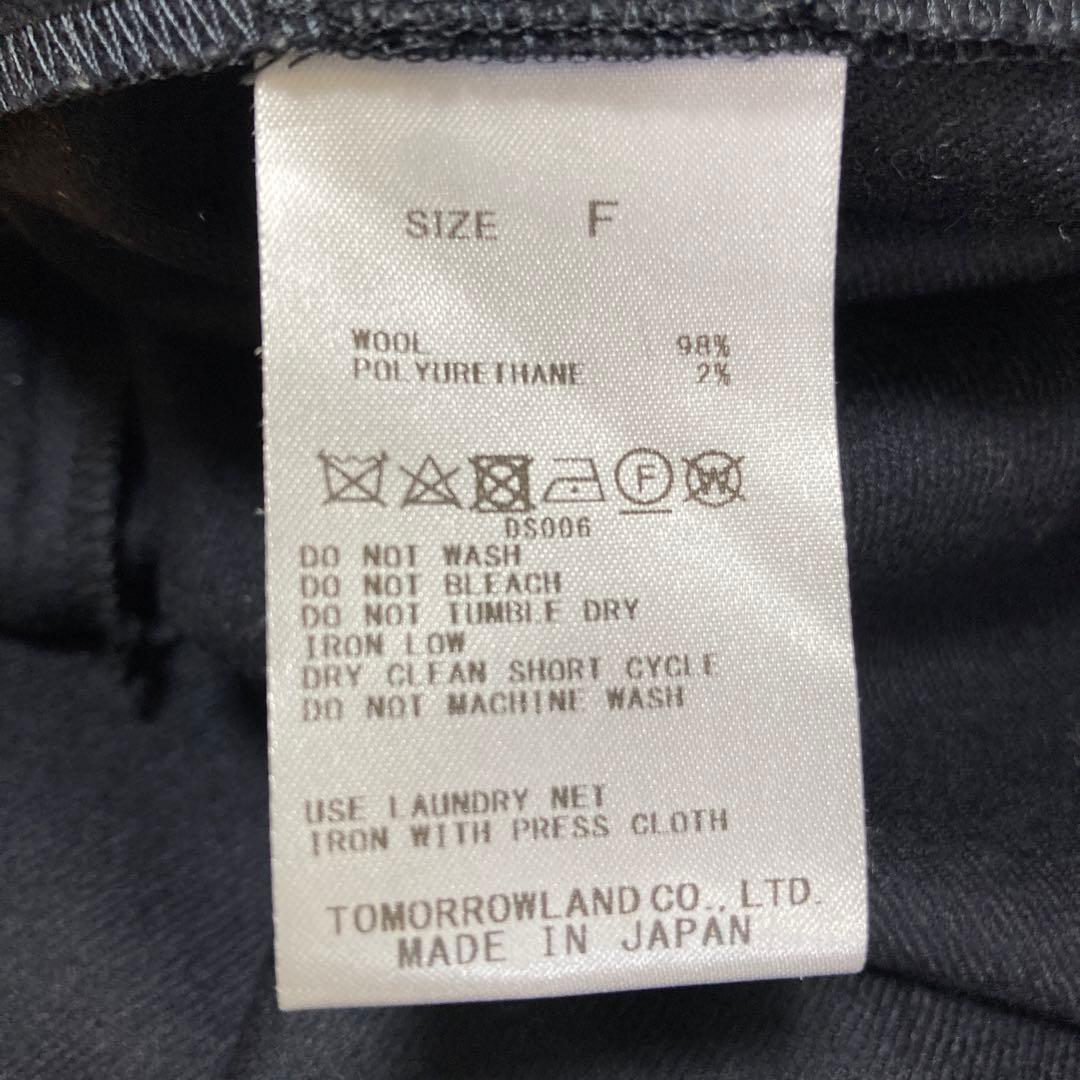 SIZE F
WOOL 98%
POLYURETHANE 2%
F W
DS006
DO NOT WASH
DO NOT BLEACH
DO NOT TUMBLE DRY
IRON LOW
DRY CLEAN SHORT CYCLE
DO NOT MACHINE WASH
USE LAUNDRY NET
IRON WITH PRESS CLOTH
TOMORROWLAND CO., LTD.
MADE IN JAPAN